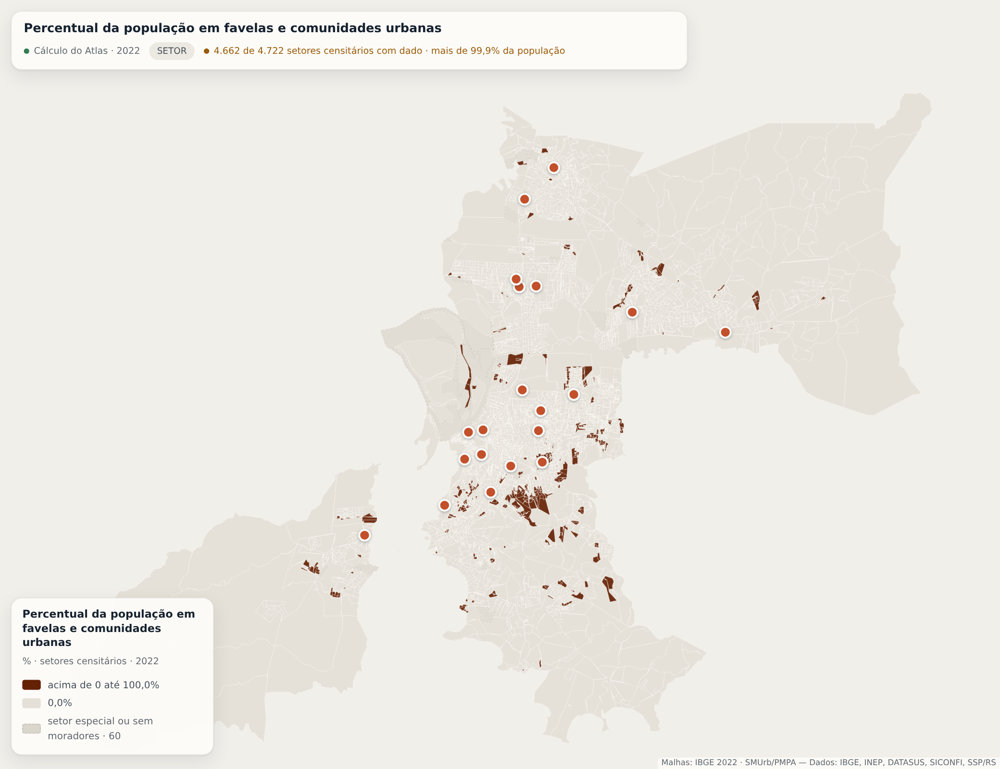 Percentual da população em favelas e comunidades urbanas
Cálculo do Atlas · 2022 SETOR 4.662 de 4.722 setores censitários com dado · mais de 99,9% da população
Percentual da população em
favelas e comunidades
urbanas
% · setores censitários · 2022
acima de 0 até 100,0%
0,0%
setor especial ou sem
moradores · 60
Malhas: IBGE 2022 · SMUrb/PMPA — Dados: IBGE, INEP, DATASUS, SICONFI, SSP/RS